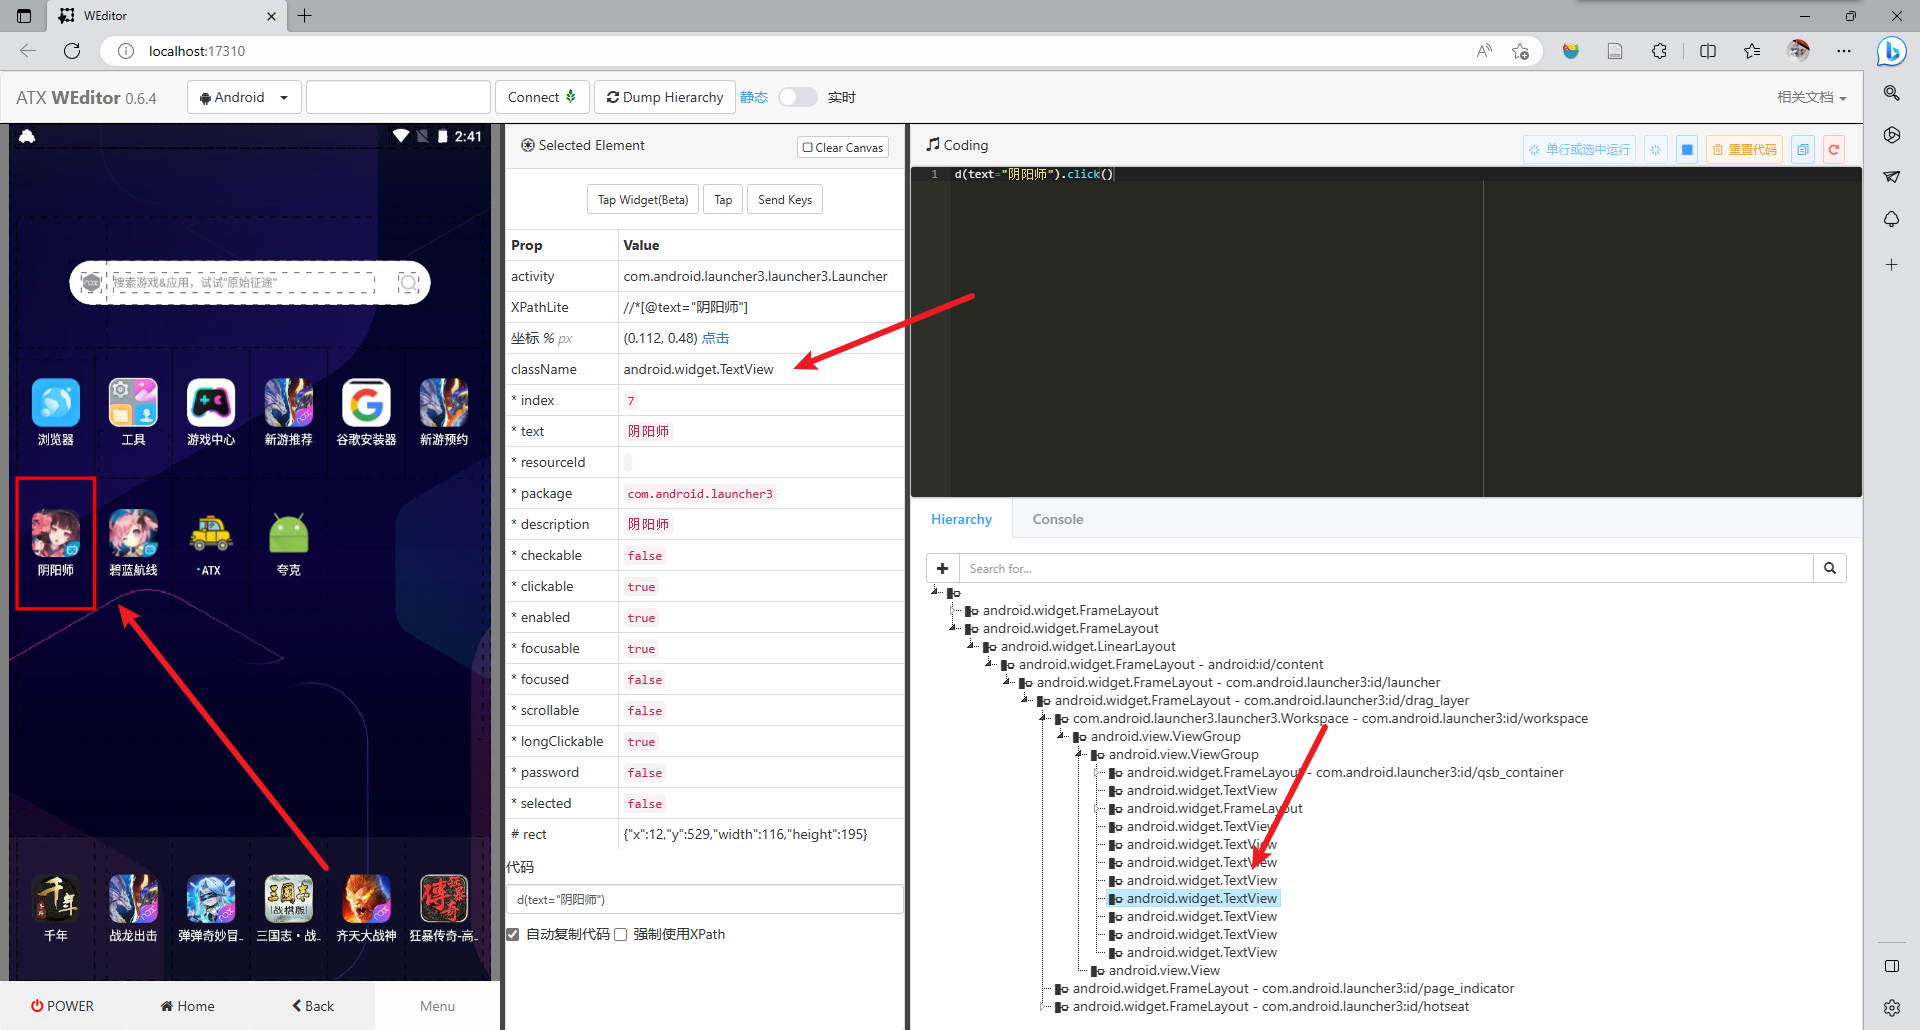 WEditor
localhost:17310
ATX WEditor 0.6.4
Android
Connect
Dump Hierarchy
静态
实时
相关文档
2:41
搜索游戏&应用，试试"原始征途"
浏览器
工具
游戏中心
新游推荐
谷歌安装器
新游预约
阴阳师
碧蓝航线
ATX
夸克
千年
战龙出击
弹弹奇妙冒...
三国志·战...
齐天大战神
狂暴传奇-高...
POWER
Home
Back
Menu
Selected Element
Clear Canvas
Tap Widget(Beta)
Tap
Send Keys
Prop Value
activity com.android.launcher3.launcher3.Launcher
XPathLite //*[@text="阴阳师"]
坐标 % px (0.112, 0.48) 点击
className android.widget.TextView
* index 7
* text 阴阳师
* resourceId
* package com.android.launcher3
* description 阴阳师
* checkable false
* clickable true
* enabled true
* focusable true
* focused false
* scrollable false
* longClickable true
* password false
* selected false
# rect {"x":12,"y":529,"width":116,"height":195}
代码
d(text="阴阳师")
自动复制代码 强制使用XPath
Coding
单行或选中运行
重置代码
1 d(text="阴阳师").click()
Hierarchy
Console
Search for...
android.widget.FrameLayout
android.widget.FrameLayout
android.widget.LinearLayout
android.widget.FrameLayout - android:id/content
android.widget.FrameLayout - com.android.launcher3:id/launcher
android.widget.FrameLayout - com.android.launcher3:id/drag_layer
com.android.launcher3.launcher3.Workspace - com.android.launcher3:id/workspace
android.view.ViewGroup
android.view.ViewGroup
android.widget.FrameLayout - com.android.launcher3:id/qsb_container
android.widget.TextView
android.widget.FrameLayout
android.widget.TextView
android.widget.TextView
android.widget.TextView
android.widget.TextView
android.widget.TextView
android.widget.TextView
android.widget.TextView
android.widget.TextView
android.view.View
android.widget.FrameLayout - com.android.launcher3:id/page_indicator
android.widget.FrameLayout - com.android.launcher3:id/hotseat